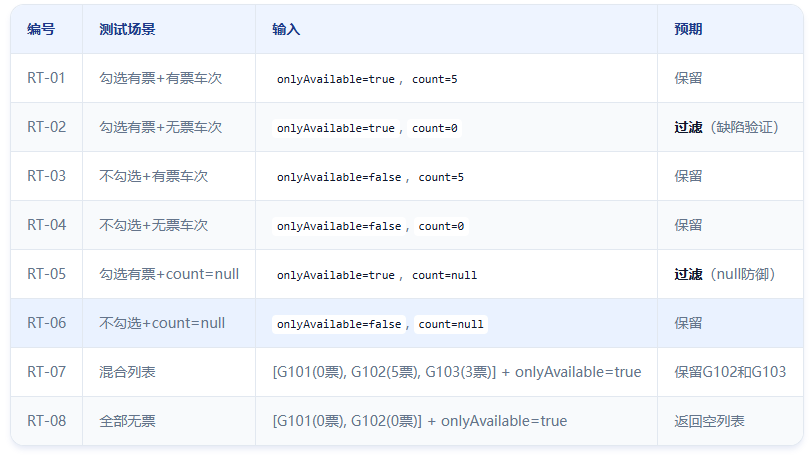 编号 测试场景 输入 预期
RT-01 勾选有票+有票车次 onlyAvailable=true, count=5 保留
RT-02 勾选有票+无票车次 onlyAvailable=true, count=0 过滤（缺陷验证）
RT-03 不勾选+有票车次 onlyAvailable=false, count=5 保留
RT-04 不勾选+无票车次 onlyAvailable=false, count=0 保留
RT-05 勾选有票+count=null onlyAvailable=true, count=null 过滤（null防御）
RT-06 不勾选+count=null onlyAvailable=false, count=null 保留
RT-07 混合列表 [G101(0票), G102(5票), G103(3票)] + onlyAvailable=true 保留G102和G103
RT-08 全部无票 [G101(0票), G102(0票)] + onlyAvailable=true 返回空列表